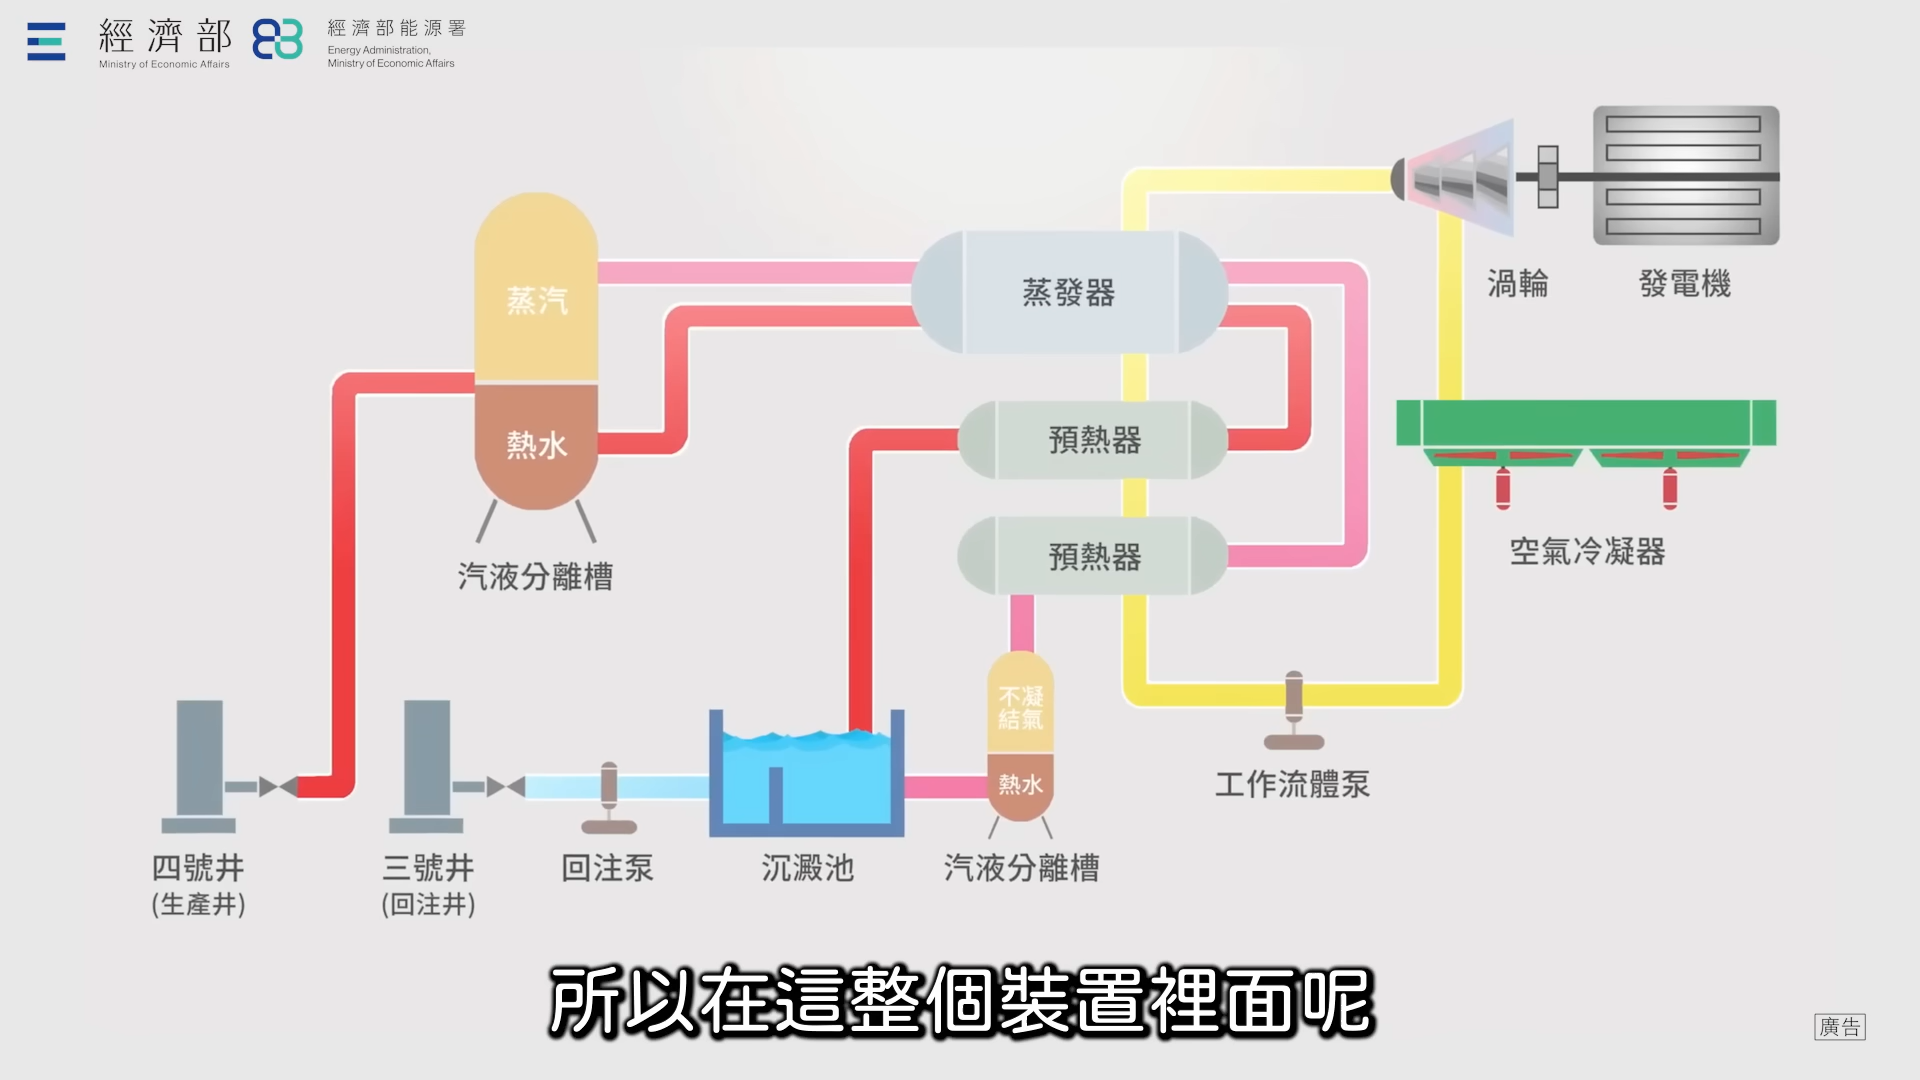 經濟部
Ministry of Economic Affairs
經濟部能源署
Energy Administration,
Ministry of Economic Affairs
蒸汽
熱水
汽液分離槽
蒸發器
預熱器
預熱器
渦輪
發電機
空氣冷凝器
不凝
結氣
熱水
工作流體泵
四號井
(生產井)
三號井
(回注井)
回注泵
沉澱池
汽液分離槽
所以在這整個裝置裡面呢
廣告